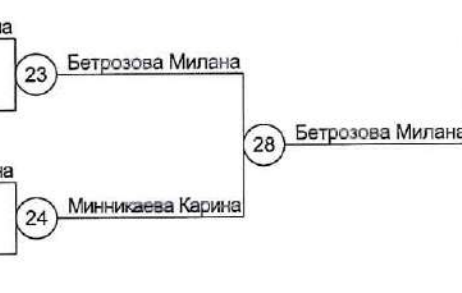 23 Бетрозова Милана
28 Бетрозова Милана
24 Минникаева Карина